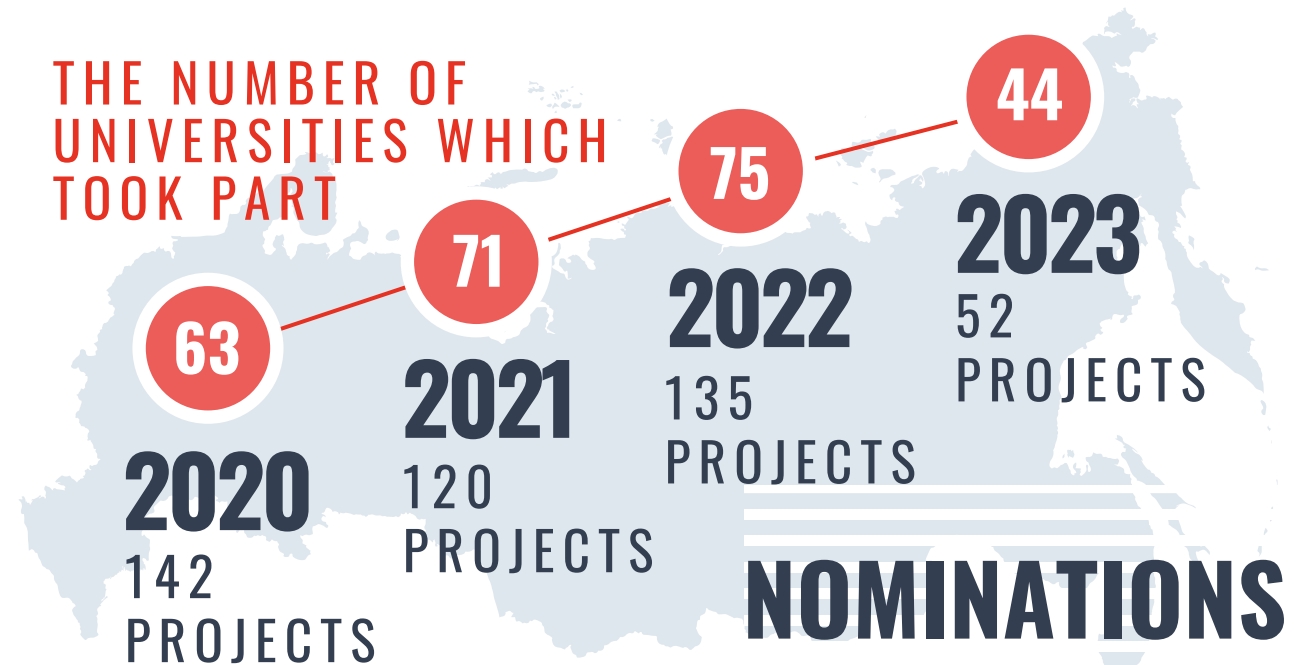 THE NUMBER OF
UNIVERSITIES WHICH
TOOK PART
63
2020
142
PROJECTS
71
2021
120
PROJECTS
75
2022
135
PROJECTS
44
2023
52
PROJECTS
NOMINATIONS